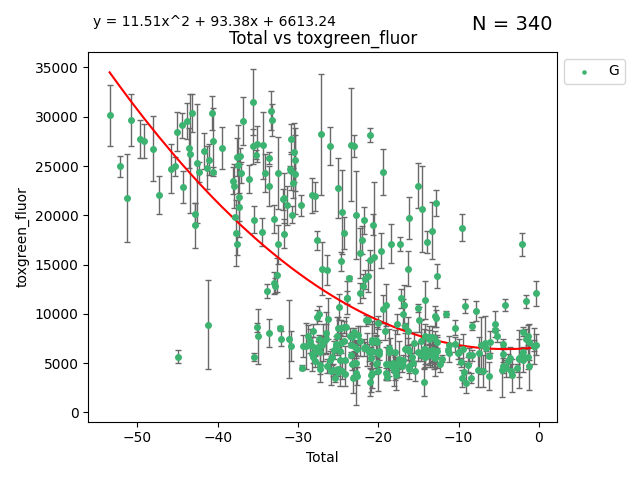 y = 11.51x^2 + 93.38x + 6613.24
N = 340
Total vs toxgreen_fluor
G
35000
30000
25000
20000
15000
10000
5000
0
toxgreen_fluor
−50 −40 −30 −20 −10 0
Total